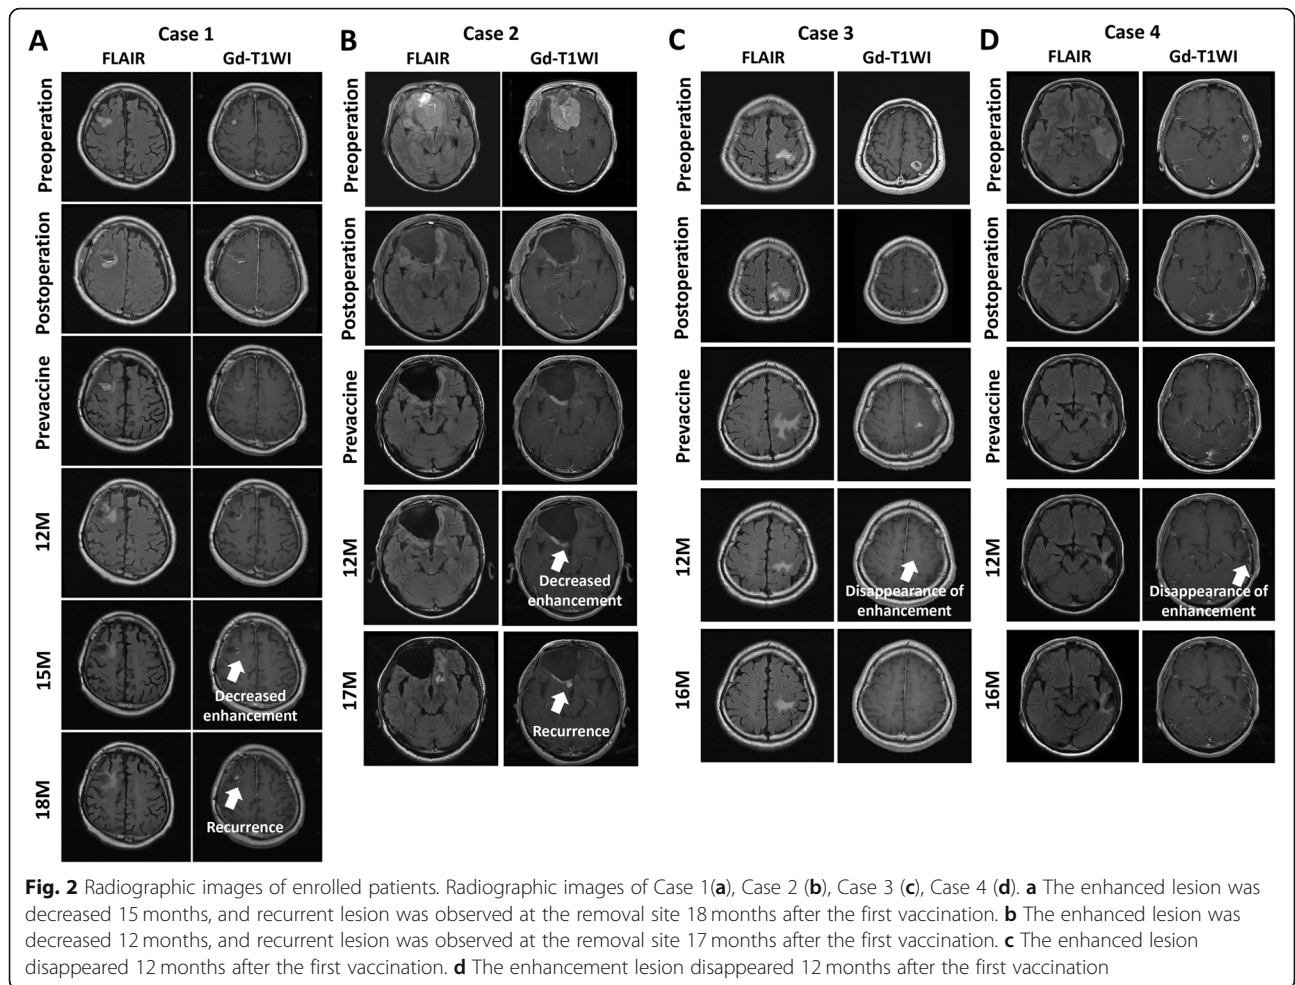 A
Case 1
FLAIR
Gd-T1WI
Preoperation
Postoperation
Prevaccine
12M
15M
Decreased
enhancement
18M
Recurrence
B
Case 2
FLAIR
Gd-T1WI
Preoperation
Postoperation
Prevaccine
12M
Decreased
enhancement
17M
Recurrence
C
Case 3
FLAIR
Gd-T1WI
Preoperation
Postoperation
Prevaccine
12M
Disappearance of
enhancement
16M
D
Case 4
FLAIR
Gd-T1WI
Preoperation
Postoperation
Prevaccine
12M
Disappearance of
enhancement
16M
Fig. 2 Radiographic images of enrolled patients. Radiographic images of Case 1(a), Case 2 (b), Case 3 (c), Case 4 (d). a The enhanced lesion was
decreased 15 months, and recurrent lesion was observed at the removal site 18 months after the first vaccination. b The enhanced lesion was
decreased 12 months, and recurrent lesion was observed at the removal site 17 months after the first vaccination. c The enhanced lesion
disappeared 12 months after the first vaccination. d The enhancement lesion disappeared 12 months after the first vaccination